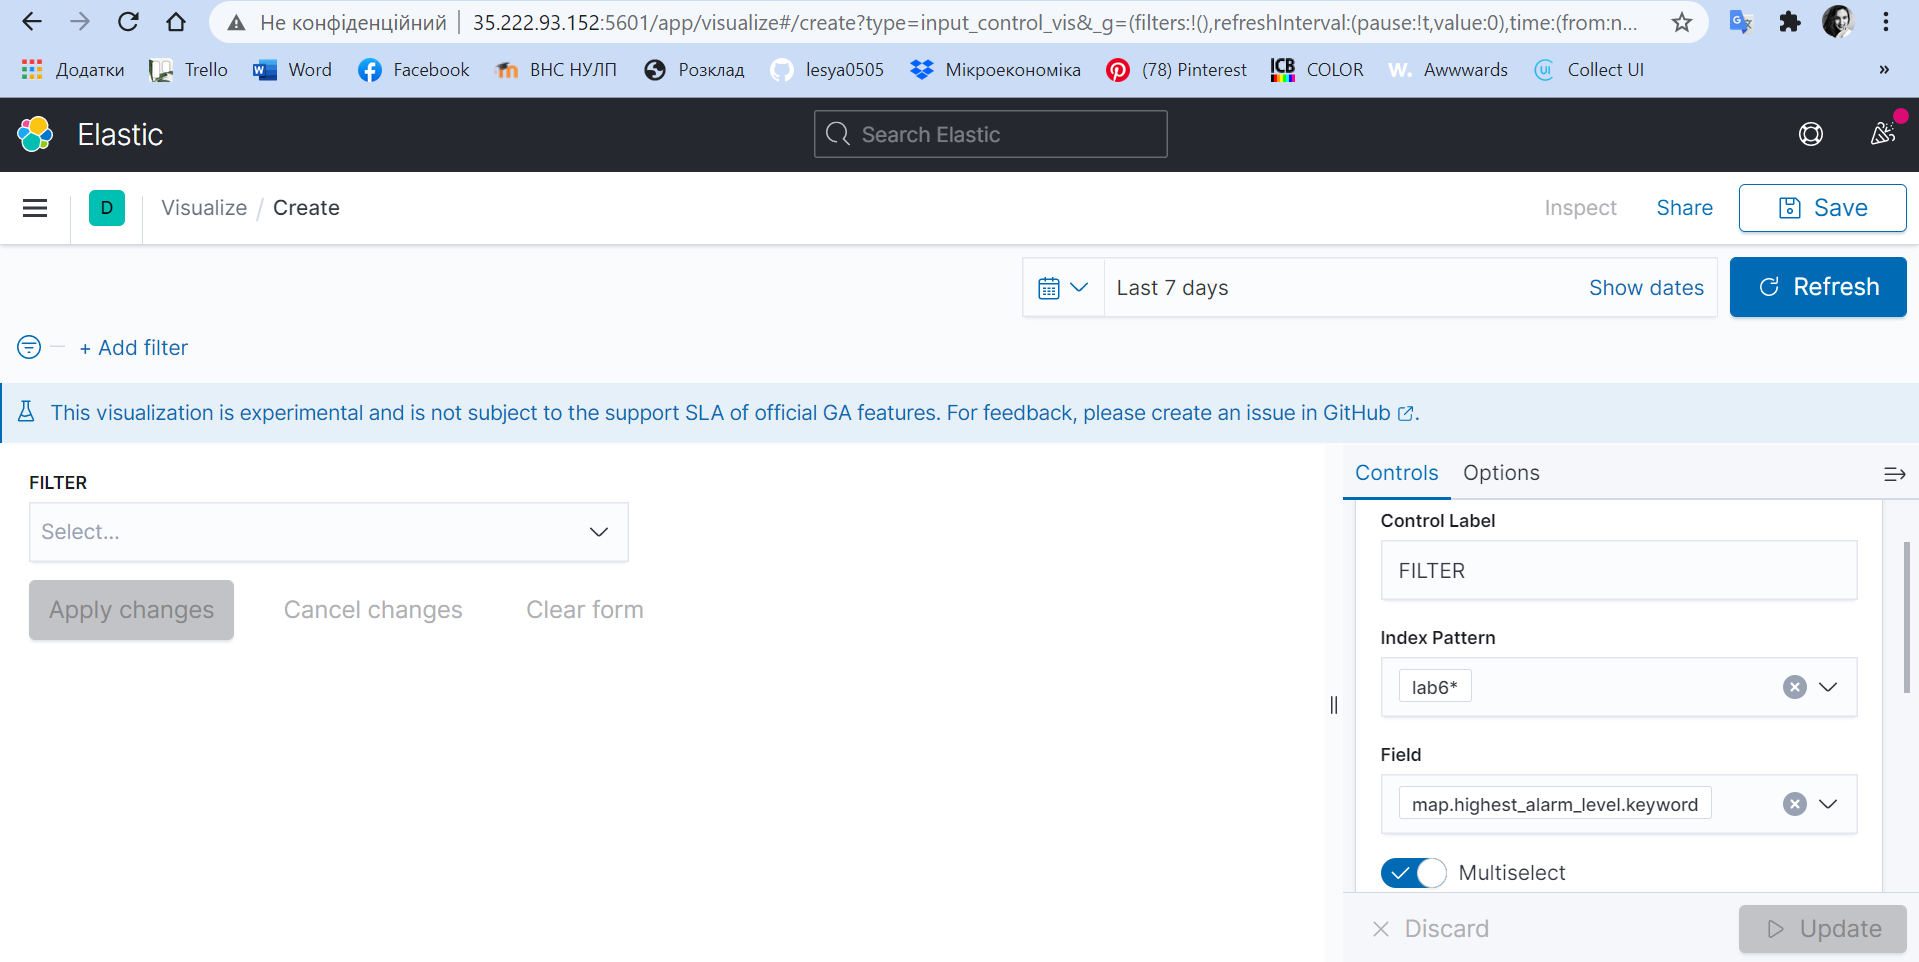 Не конфіденційний | 35.222.93.152:5601/app/visualize#/create?type=input_control_vis&_g=(filters:!(),refreshInterval:(pause:!t,value:0),time:(from:n...
Додатки Trello Word Facebook ВНС НУЛП Розклад lesya0505 Мікроекономіка (78) Pinterest ICB COLOR W. Awwwards UI Collect UI »
Elastic Search Elastic
D Visualize / Create Inspect Share Save
Last 7 days Show dates Refresh
+ Add filter
This visualization is experimental and is not subject to the support SLA of official GA features. For feedback, please create an issue in GitHub.
FILTER
Select...
Apply changes Cancel changes Clear form
Controls Options
Control Label
FILTER
Index Pattern
lab6*
Field
map.highest_alarm_level.keyword
Multiselect
Discard Update